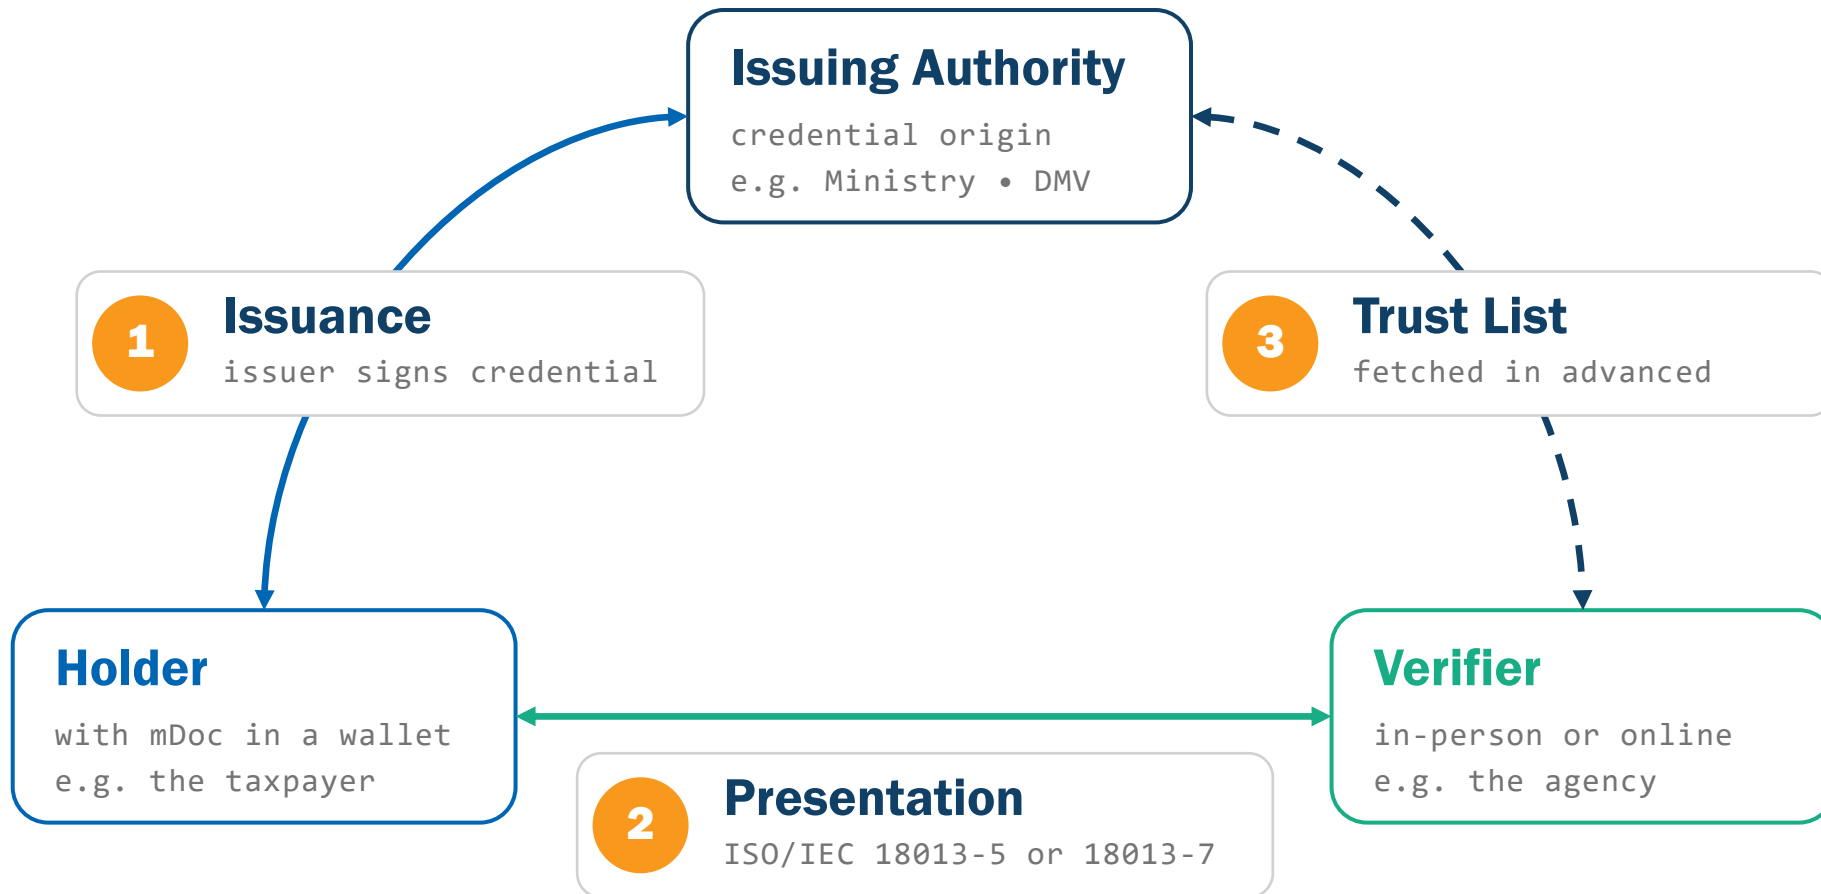 Issuing Authority
credential origin
e.g. Ministry • DMV
1
Issuance
issuer signs credential
3
Trust List
fetched in advanced
Holder
with mDoc in a wallet
e.g. the taxpayer
Verifier
in-person or online
e.g. the agency
2
Presentation
ISO/IEC 18013-5 or 18013-7